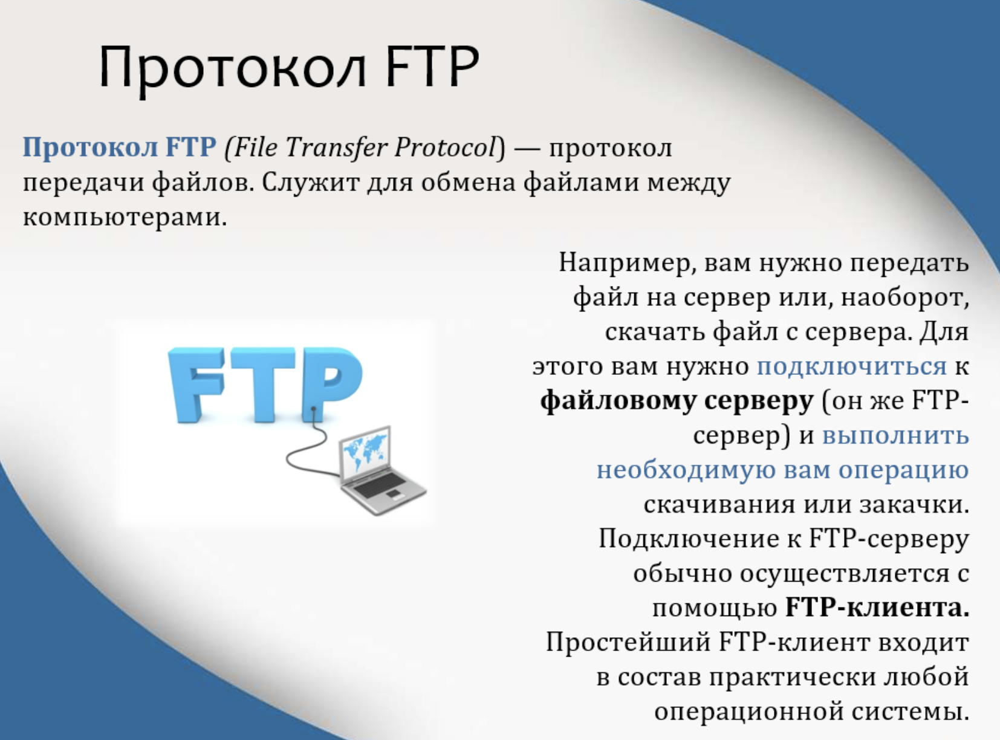 Протокол FTP
Протокол FTP (File Transfer Protocol) — протокол
передачи файлов. Служит для обмена файлами между
компьютерами.
Например, вам нужно передать
файл на сервер или, наоборот,
скачать файл с сервера. Для
этого вам нужно подключиться к
файловому серверу (он же FTP-
сервер) и выполнить
необходимую вам операцию
скачивания или закачки.
Подключение к FTP-серверу
обычно осуществляется с
помощью FTP-клиента.
Простейший FTP-клиент входит
в состав практически любой
операционной системы.
FTP